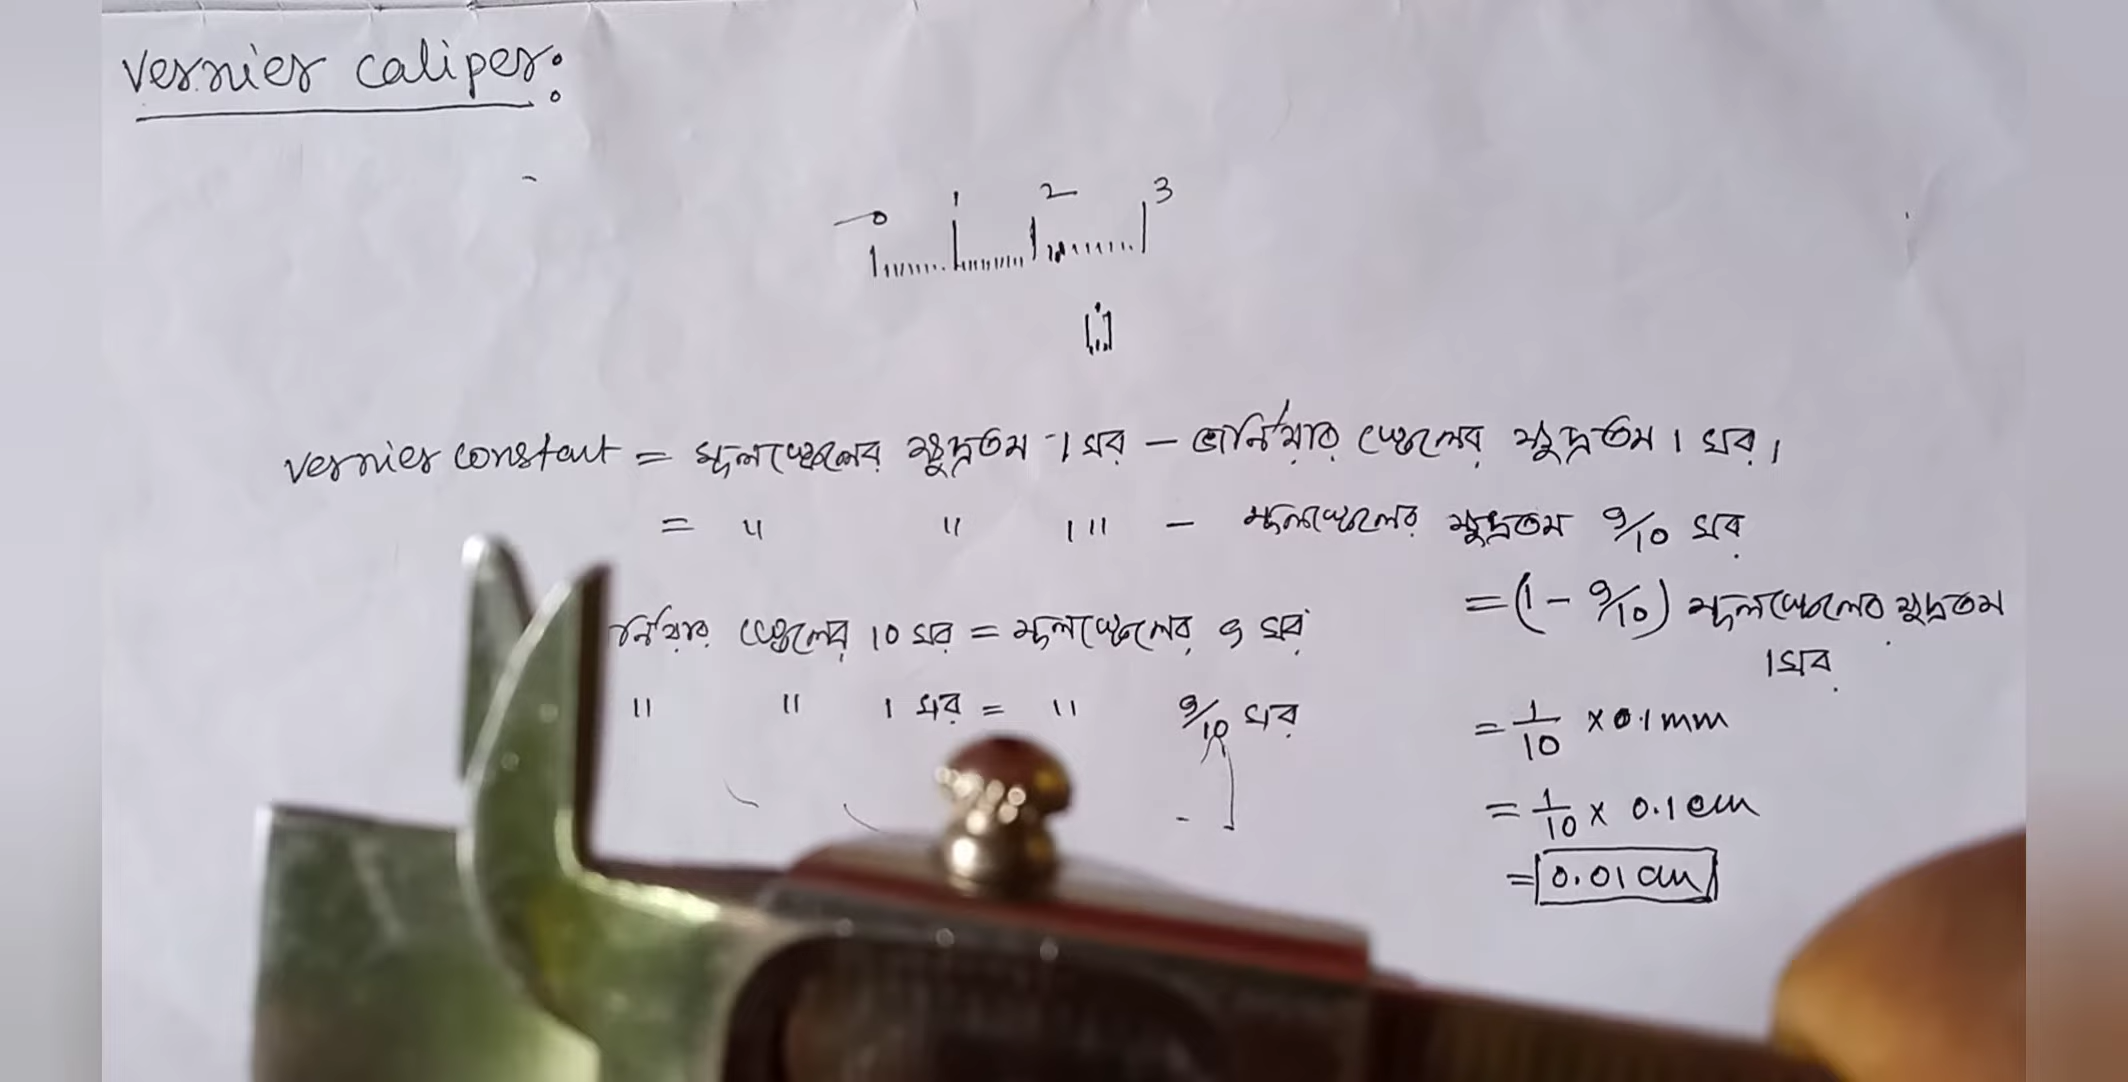 Vernier caliper:
0 1 2 3
vernier constant = মূলস্কেলের ক্ষুদ্রতম 1 ঘর - ভার্নিয়ার স্কেলের ক্ষুদ্রতম 1 ঘর।
= " " 1 " - মূলস্কেলের ক্ষুদ্রতম 9/10 ঘর
= (1 - 9/10) মূলস্কেলের ক্ষুদ্রতম
1 ঘর
র্নিয়ার স্কেলের 10 ঘর = মূলস্কেলের 9 ঘর
" " 1 ঘর = " 9/10 ঘর
= 1/10 × 0.1 mm
= 1/10 × 0.1 cm
= 0.01 cm